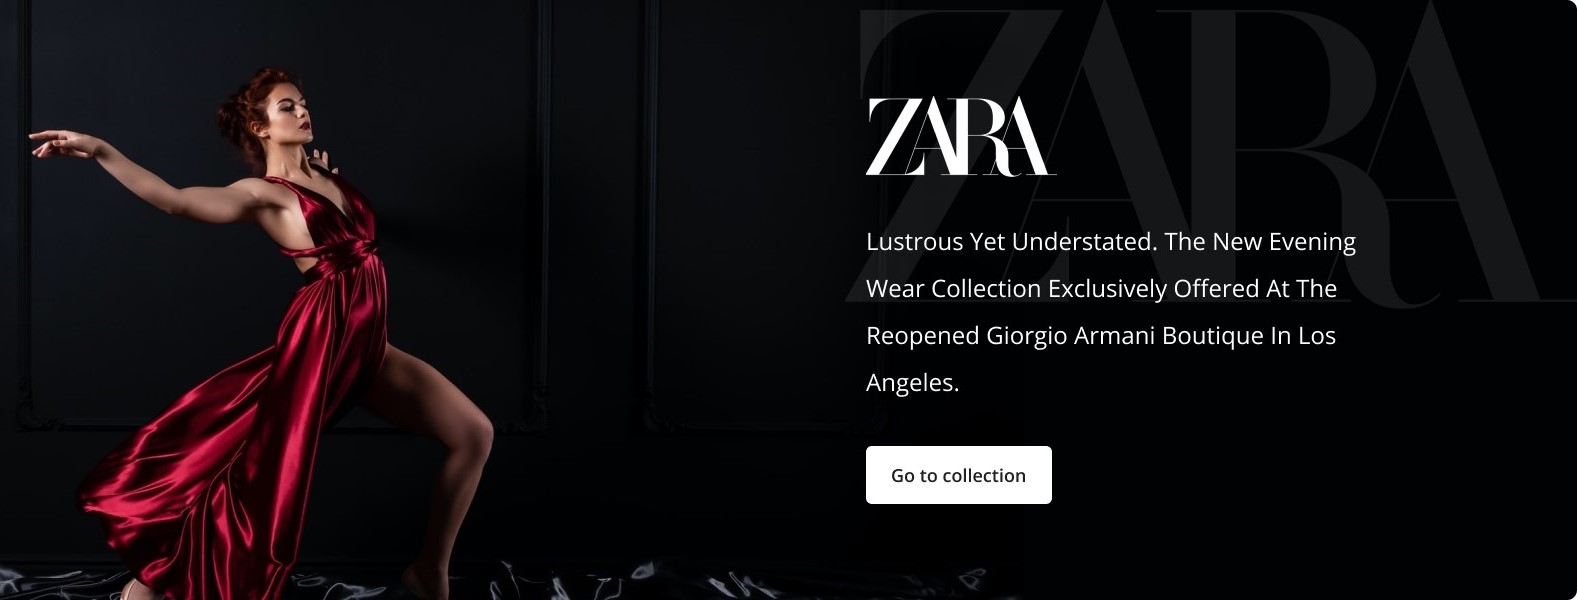 ZARA
ZARA
Lustrous Yet Understated. The New Evening
Wear Collection Exclusively Offered At The
Reopened Giorgio Armani Boutique In Los
Angeles.
Go to collection